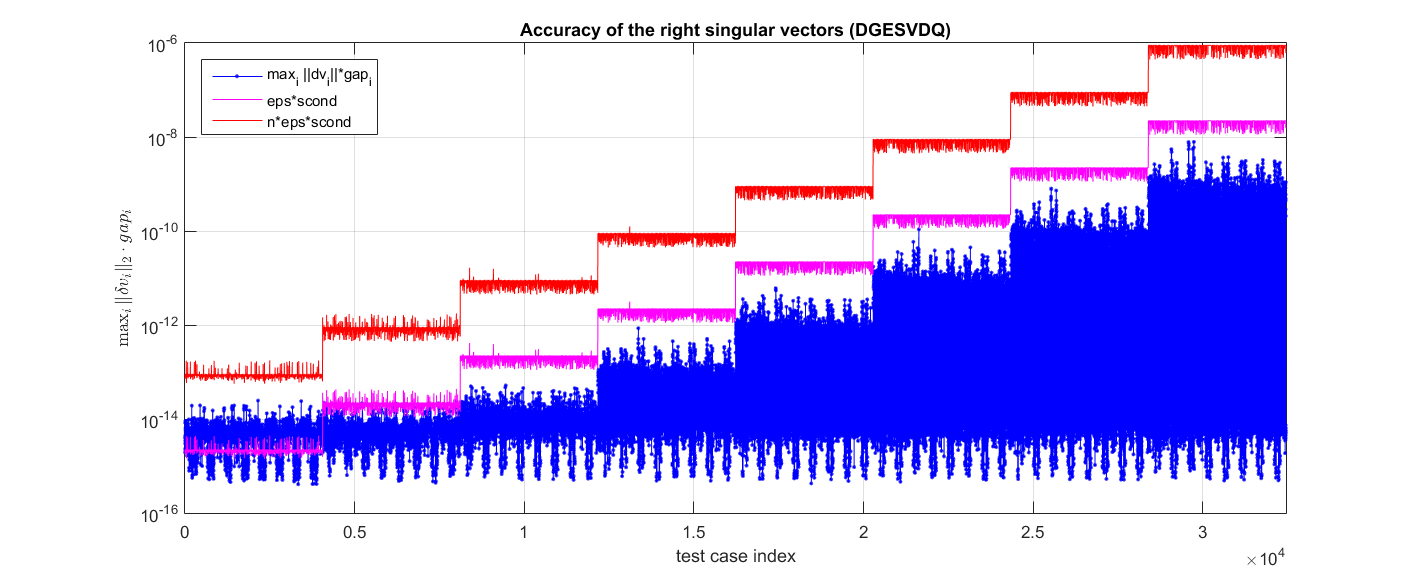 Accuracy of the right singular vectors (DGESVDQ)
max_i ||dv_i||*gap_i
eps*scond
n*eps*scond
max_i ||δv_i||_2 · gap_i
10^-6
10^-8
10^-10
10^-12
10^-14
10^-16
0 0.5 1 1.5 2 2.5 3
test case index
×10^4